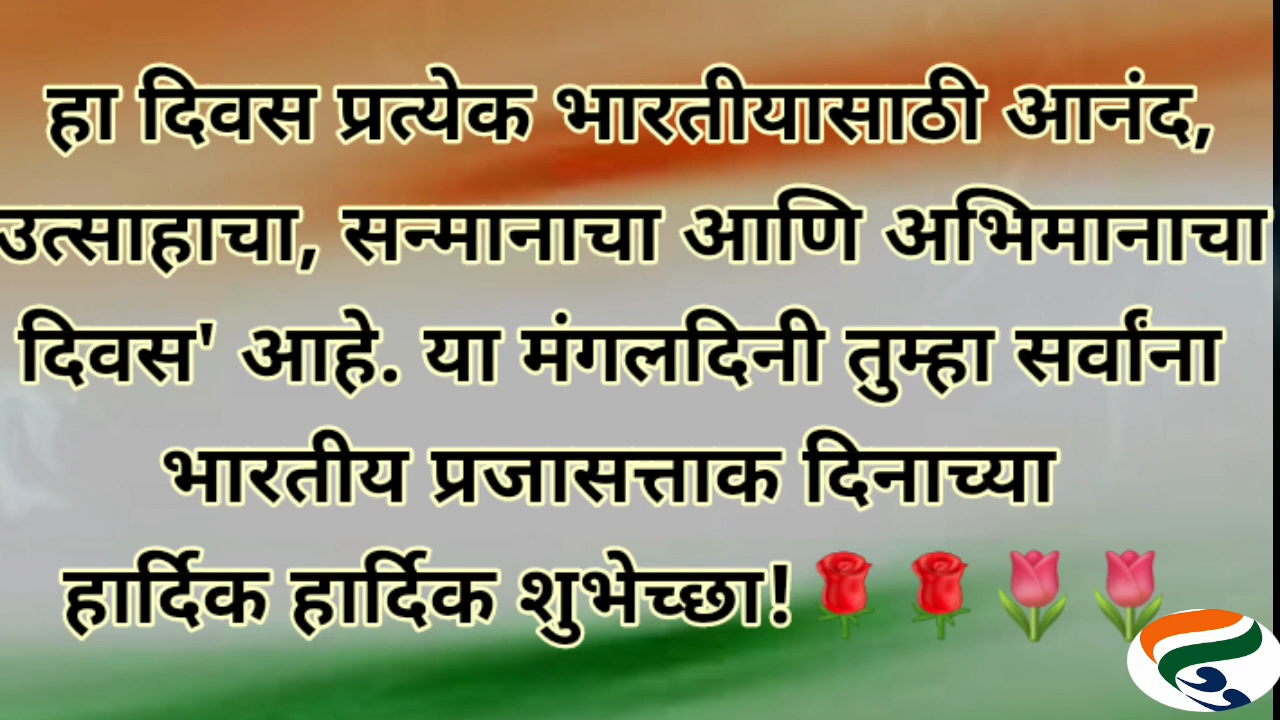 हा दिवस प्रत्येक भारतीयासाठी आनंद,
उत्साहाचा, सन्मानाचा आणि अभिमानाचा
दिवस' आहे. या मंगलदिनी तुम्हा सर्वांना
भारतीय प्रजासत्ताक दिनाच्या
हार्दिक हार्दिक शुभेच्छा!🌹🌹🌷🌷